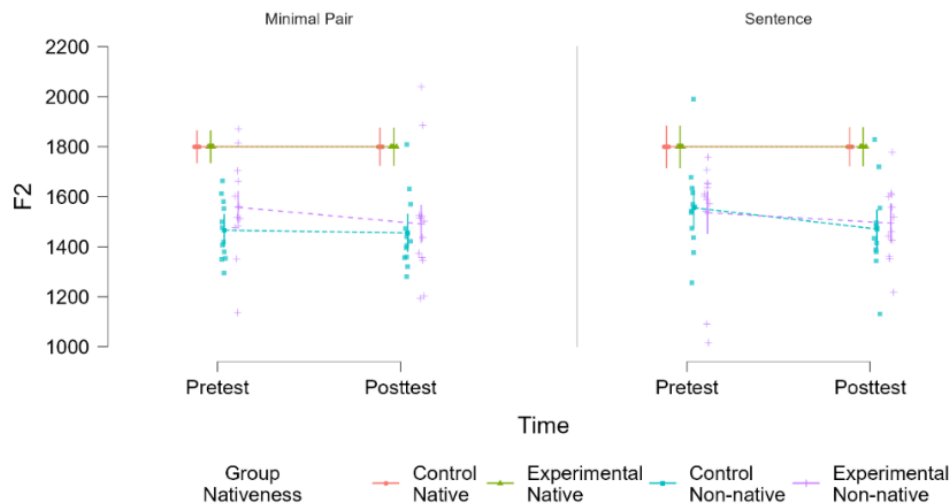 Minimal Pair
Sentence
2200
2000
1800
1600
1400
1200
1000
F2
Pretest
Posttest
Pretest
Posttest
Time
Group
Nativeness
Control
Native
Experimental
Native
Control
Non-native
Experimental
Non-native